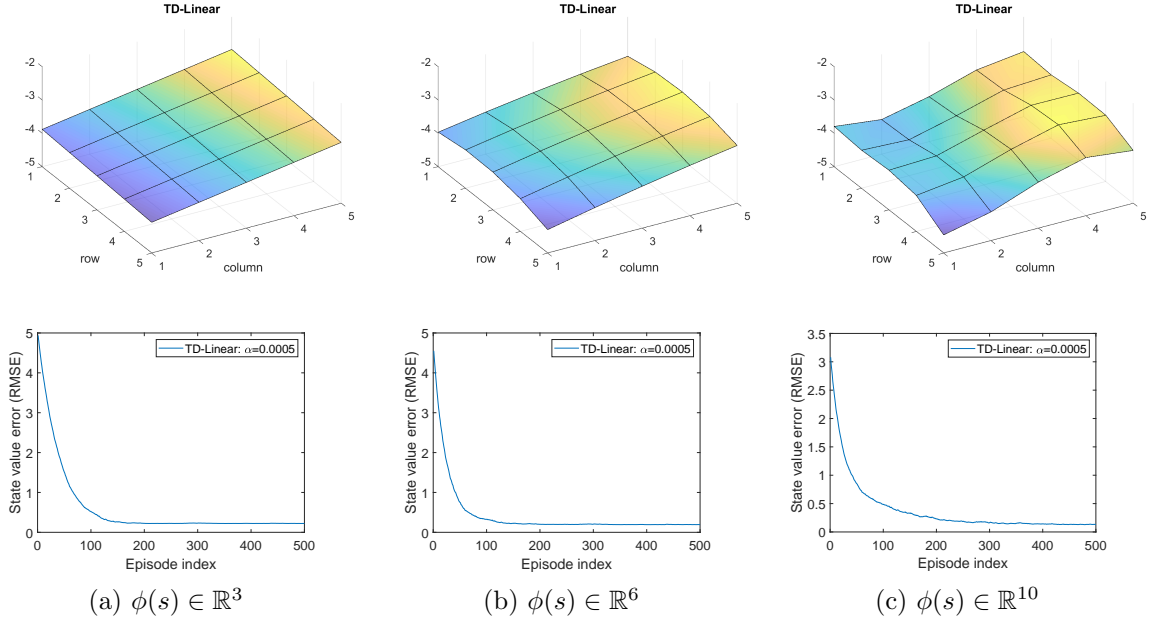 TD-Linear
-2
-3
-4
-5
1
2
3
4
5
row
1
2
3
4
5
column
TD-Linear
-2
-3
-4
-5
1
2
3
4
5
row
1
2
3
4
5
column
TD-Linear
-2
-3
-4
-5
1
2
3
4
5
row
1
2
3
4
5
column
State value error (RMSE)
5
4
3
2
1
0
TD-Linear: α=0.0005
0 100 200 300 400 500
Episode index
(a) ϕ(s) ∈ ℝ³
State value error (RMSE)
5
4
3
2
1
0
TD-Linear: α=0.0005
0 100 200 300 400 500
Episode index
(b) ϕ(s) ∈ ℝ⁶
State value error (RMSE)
3.5
3
2.5
2
1.5
1
0.5
0
TD-Linear: α=0.0005
0 100 200 300 400 500
Episode index
(c) ϕ(s) ∈ ℝ¹⁰